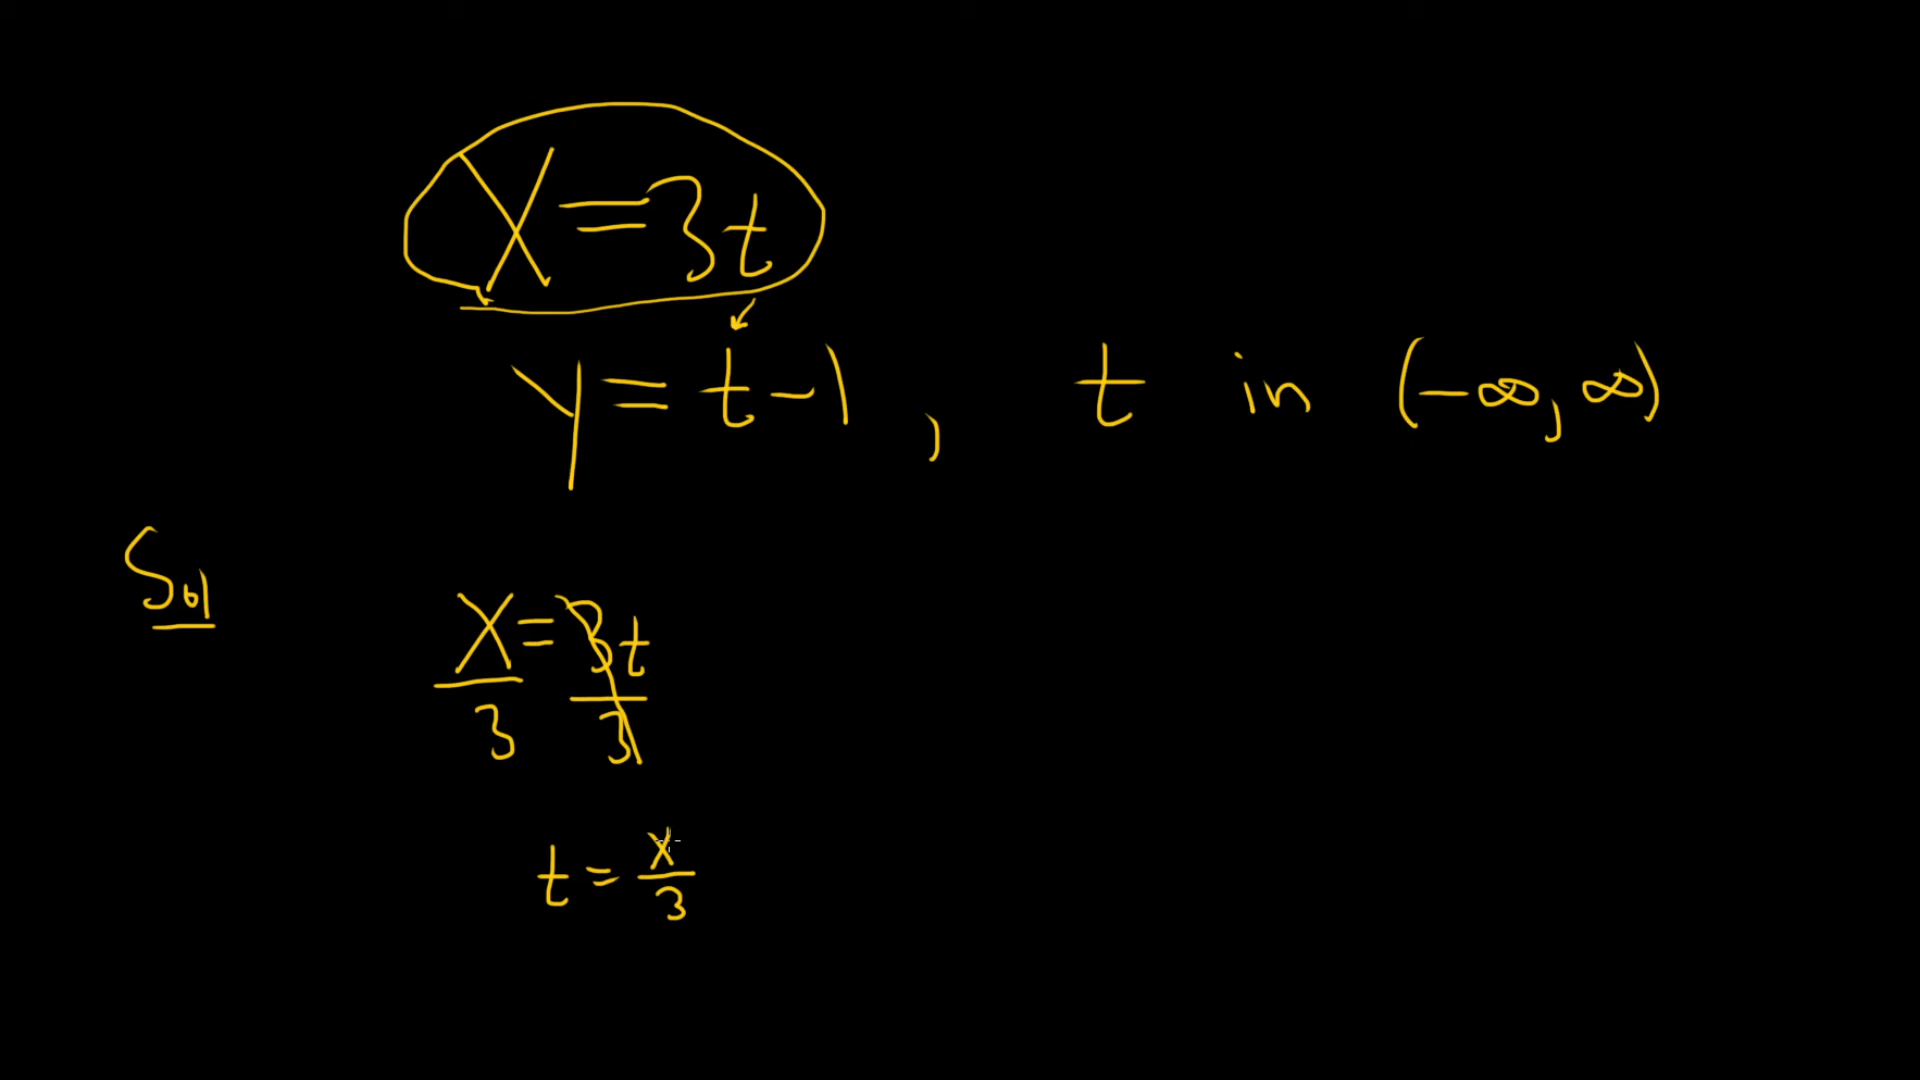 X=3t
y=t-1, t in (-∞,∞)
Sol
X=3t
3 3
t=x/3